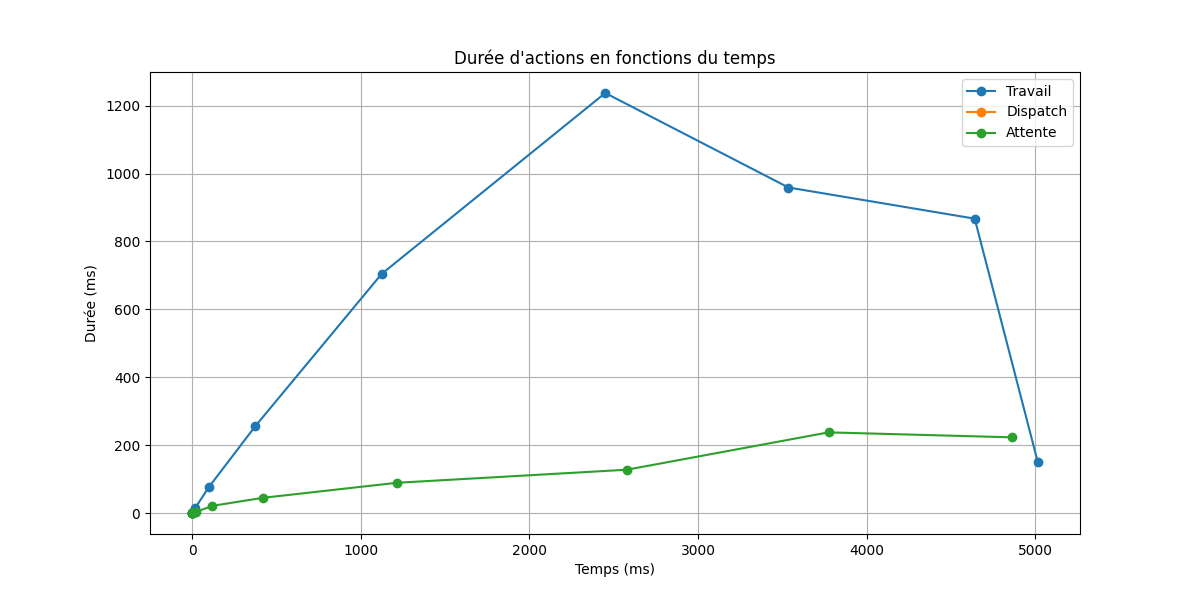 Durée d'actions en fonctions du temps
Travail
Dispatch
Attente
Durée (ms)
1200
1000
800
600
400
200
0
0 1000 2000 3000 4000 5000
Temps (ms)